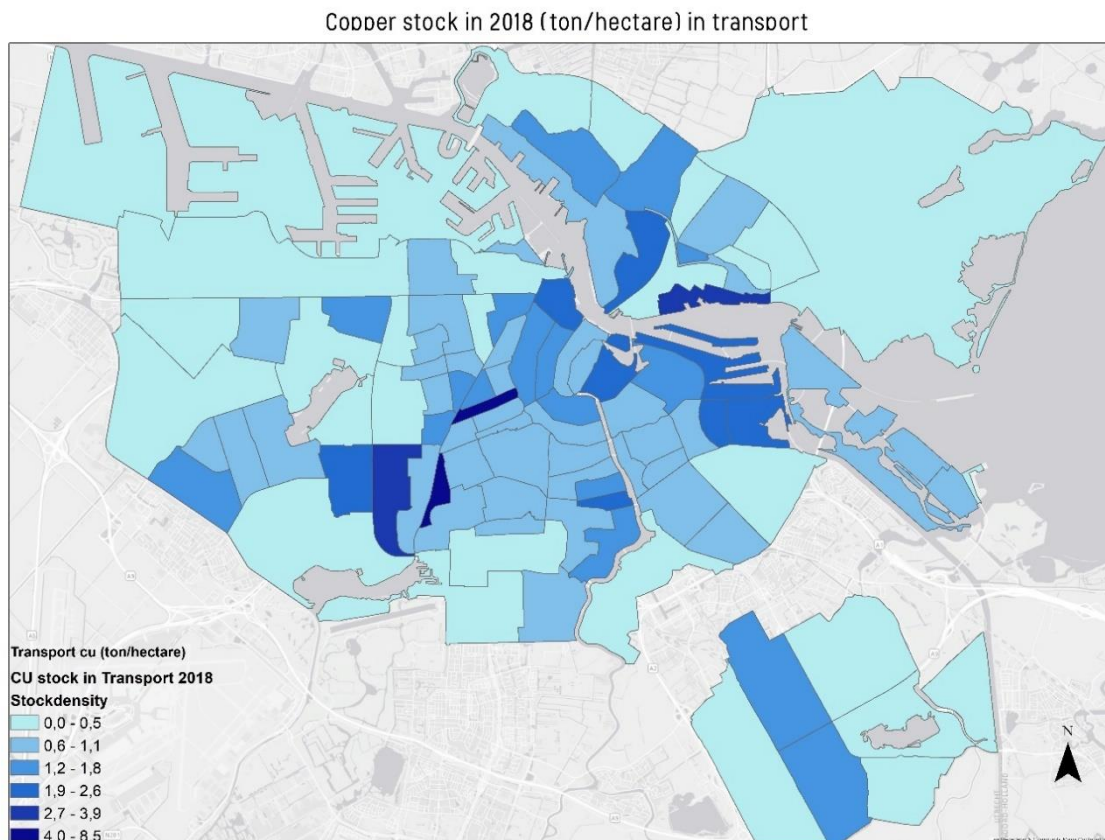 Copper stock in 2018 (ton/hectare) in transport
Transport cu (ton/hectare)
CU stock in Transport 2018
Stockdensity
0,0 - 0,5
0,6 - 1,1
1,2 - 1,8
1,9 - 2,6
2,7 - 3,9
4,0 - 8,5
N